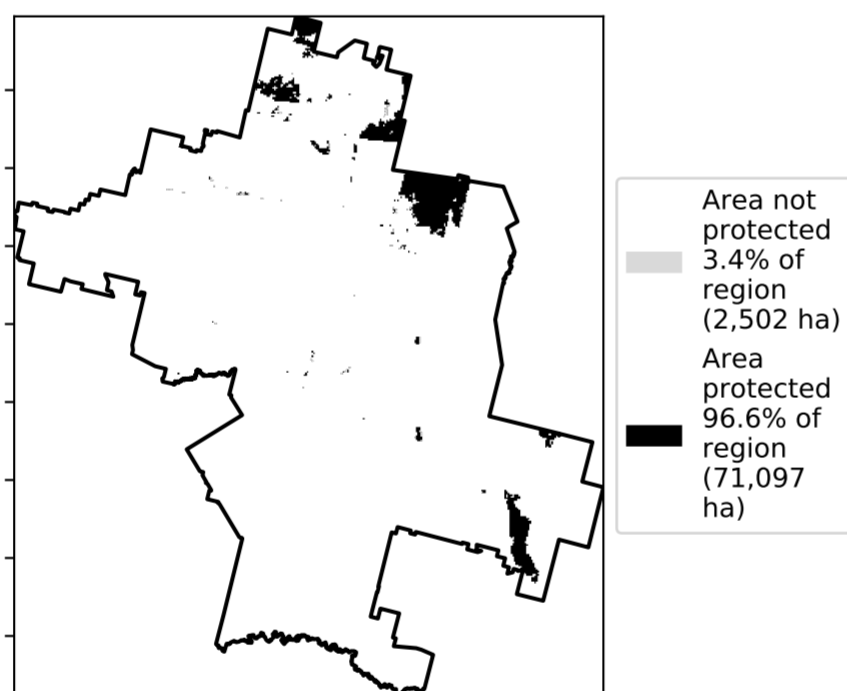 Area not
protected
3.4% of
region
(2,502 ha)
Area
protected
96.6% of
region
(71,097
ha)